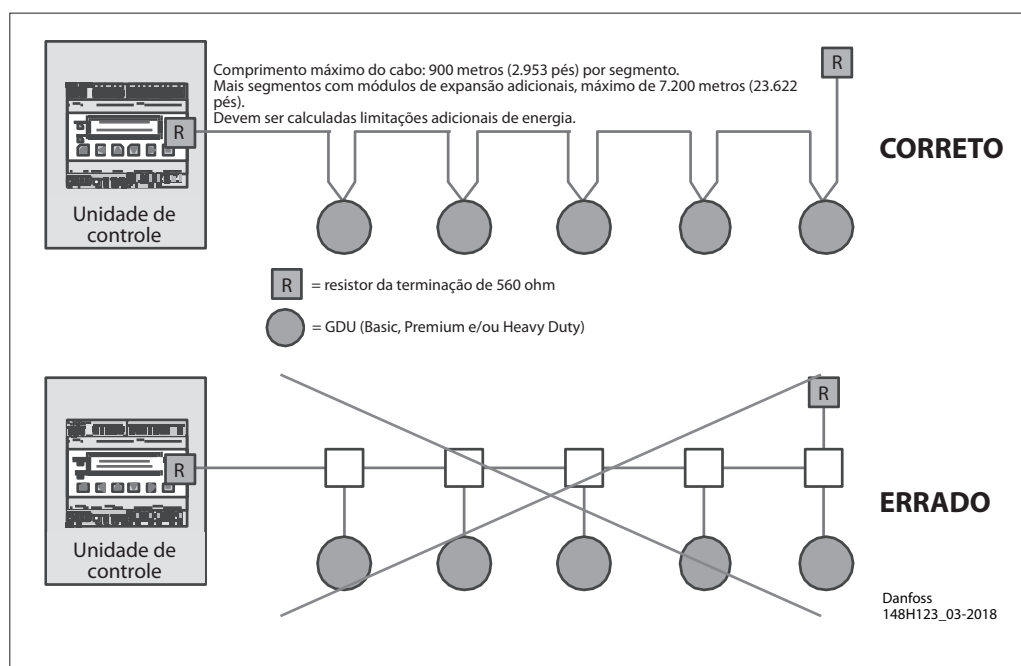 Comprimento máximo do cabo: 900 metros (2.953 pés) por segmento.
Mais segmentos com módulos de expansão adicionais, máximo de 7.200 metros (23.622
pés).
Devem ser calculadas limitações adicionais de energia.
R
R
CORRETO
Unidade de
controle
R = resistor da terminação de 560 ohm
= GDU (Basic, Premium e/ou Heavy Duty)
R
R
ERRADO
Unidade de
controle
Danfoss
148H123_03-2018